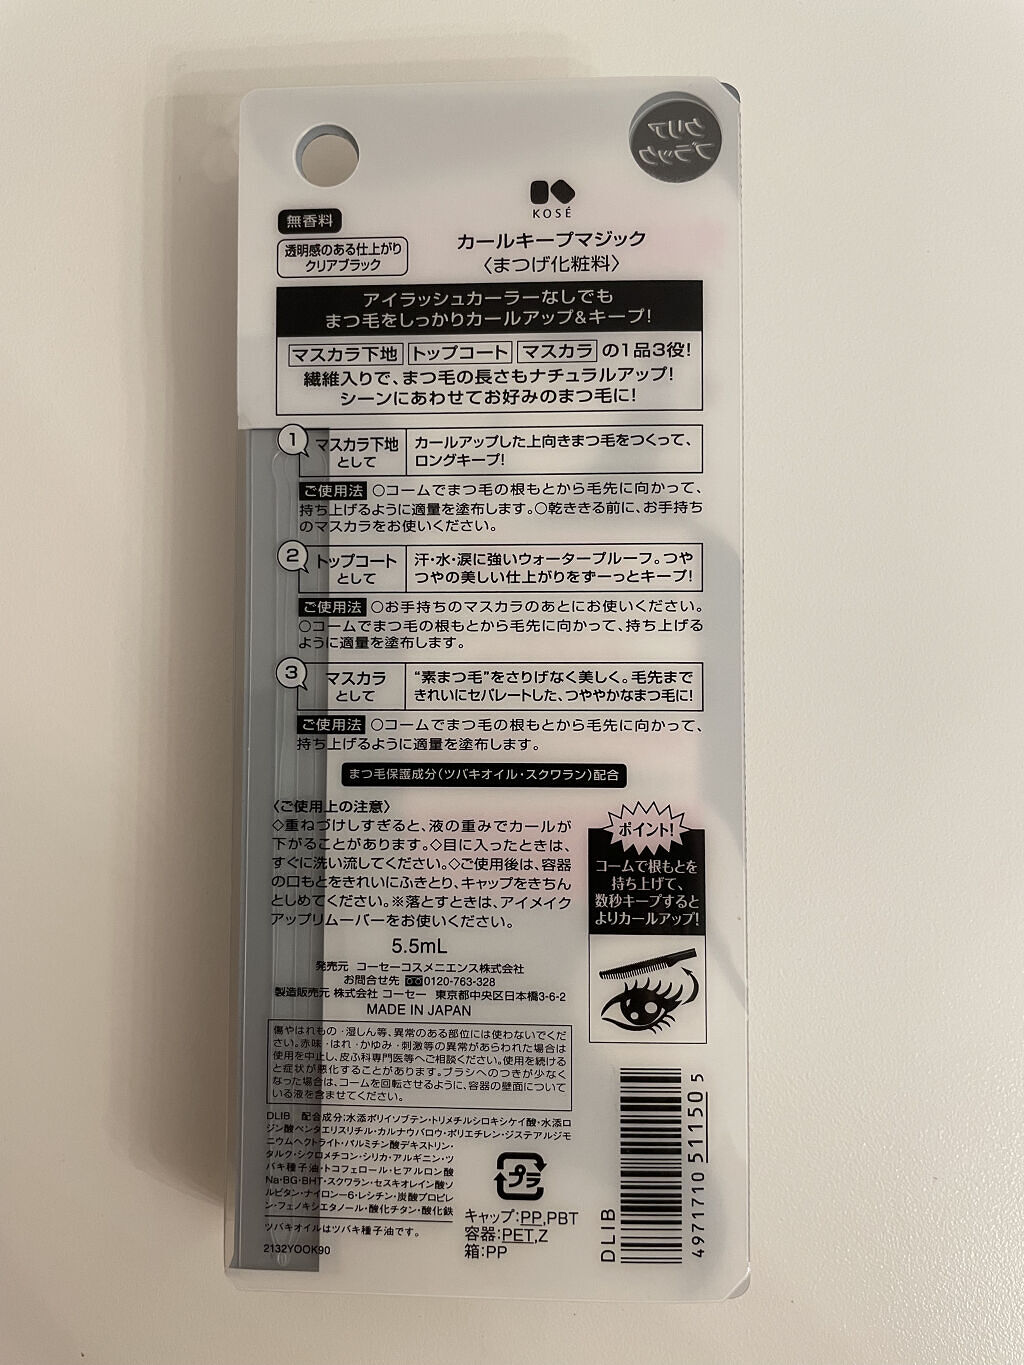 クリア
ブラック
KOSÉ
無香料
透明感のある仕上がり
クリアブラック
カールキープマジック
〈まつげ化粧料〉
アイラッシュカーラーなしでも
まつ毛をしっかりカールアップ&キープ!
マスカラ下地 トップコート マスカラ の1品3役!
繊維入りで、まつ毛の長さもナチュラルアップ!
シーンにあわせてお好みのまつ毛に!
1
マスカラ下地
として
カールアップした上向きまつ毛をつくって、
ロングキープ!
ご使用法 ○コームでまつ毛の根もとから毛先に向かって、
持ち上げるように適量を塗布します。○乾ききる前に、お手持ち
のマスカラをお使いください。
2
トップコート
として
汗・水・涙に強いウォータープルーフ。つや
つやの美しい仕上がりをずーっとキープ!
ご使用法 ○お手持ちのマスカラのあとにお使いください。
○コームでまつ毛の根もとから毛先に向かって、持ち上げる
ように適量を塗布します。
3
マスカラ
として
“素まつ毛”をさりげなく美しく。毛先まで
きれいにセパレートした、つややかなまつ毛に!
ご使用法 ○コームでまつ毛の根もとから毛先に向かって、
持ち上げるように適量を塗布します。
まつ毛保護成分(ツバキオイル・スクワラン)配合
〈ご使用上の注意〉
◇重ねづけしすぎると、液の重みでカールが
下がることがあります。◇目に入ったときは、
すぐに洗い流してください。◇ご使用後は、容器
の口もとをきれいにふきとり、キャップをきちん
としめてください。※落とすときは、アイメイク
アップリムーバーをお使いください。
ポイント!
コームで根もとを
持ち上げて、
数秒キープすると
よりカールアップ!
5.5mL
発売元 コーセーコスメニエンス株式会社
お問合せ先 0120-763-328
製造販売元 株式会社 コーセー 東京都中央区日本橋3-6-2
MADE IN JAPAN
傷やはれもの・湿しん等、異常のある部位には使わないでくだ
さい。赤味・はれ・かゆみ・刺激等の異常があらわれた場合は
使用を中止し、皮ふ科専門医等へご相談ください。使用を続ける
と症状が悪化することがあります。ブラシへのつきが少なく
なった場合は、コームを回転させるように、容器の壁面について
いる液を含ませてください。
DLIB 配合成分:水添ポリイソブテン・トリメチルシロキシケイ酸・水添ロ
ジン酸ペンタエリスリチル・カルナウバロウ・ポリエチレン・ジステアルジモ
ニウムヘクトライト・パルミチン酸デキストリン・
タルク・シクロメチコン・シリカ・アルギニン・ツ
バキ種子油・トコフェロール・ヒアルロン酸
Na・BG・BHT・スクワラン・セスキオレイン酸ソ
ルビタン・ナイロン-6・レシチン・炭酸プロピレ
ン・フェノキシエタノール・酸化チタン・酸化鉄
ツバキオイルはツバキ種子油です。
2132YOOK90
プラ
キャップ:PP,PBT
容器:PET,Z
箱:PP
DLIB
4971710511505